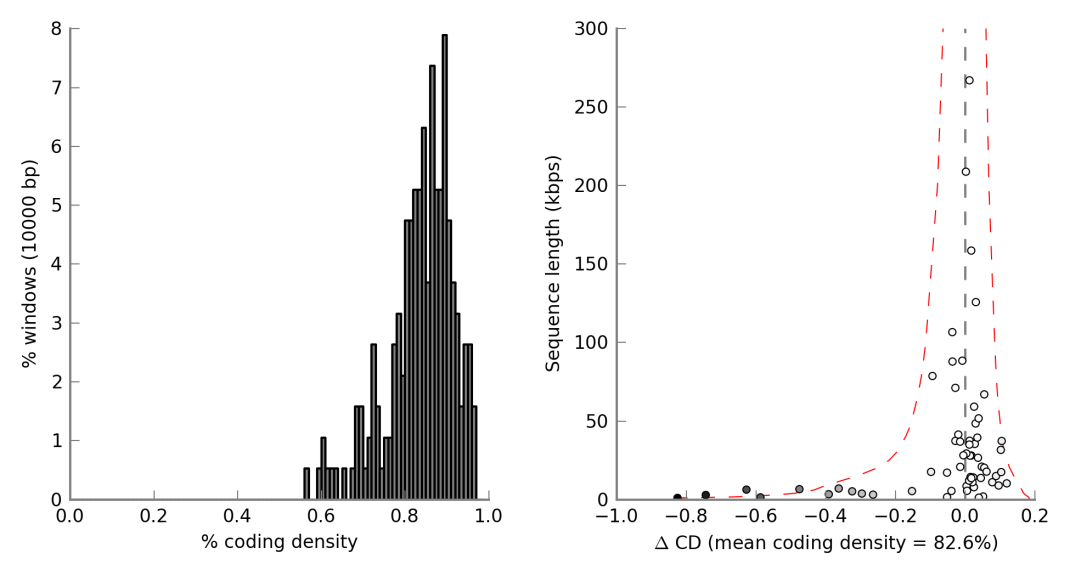 8
7
6
5
4
3
2
1
0
% windows (10000 bp)
0.0 0.2 0.4 0.6 0.8 1.0
% coding density
300
250
200
150
100
50
0
Sequence length (kbps)
−1.0 −0.8 −0.6 −0.4 −0.2 0.0 0.2
Δ CD (mean coding density = 82.6%)